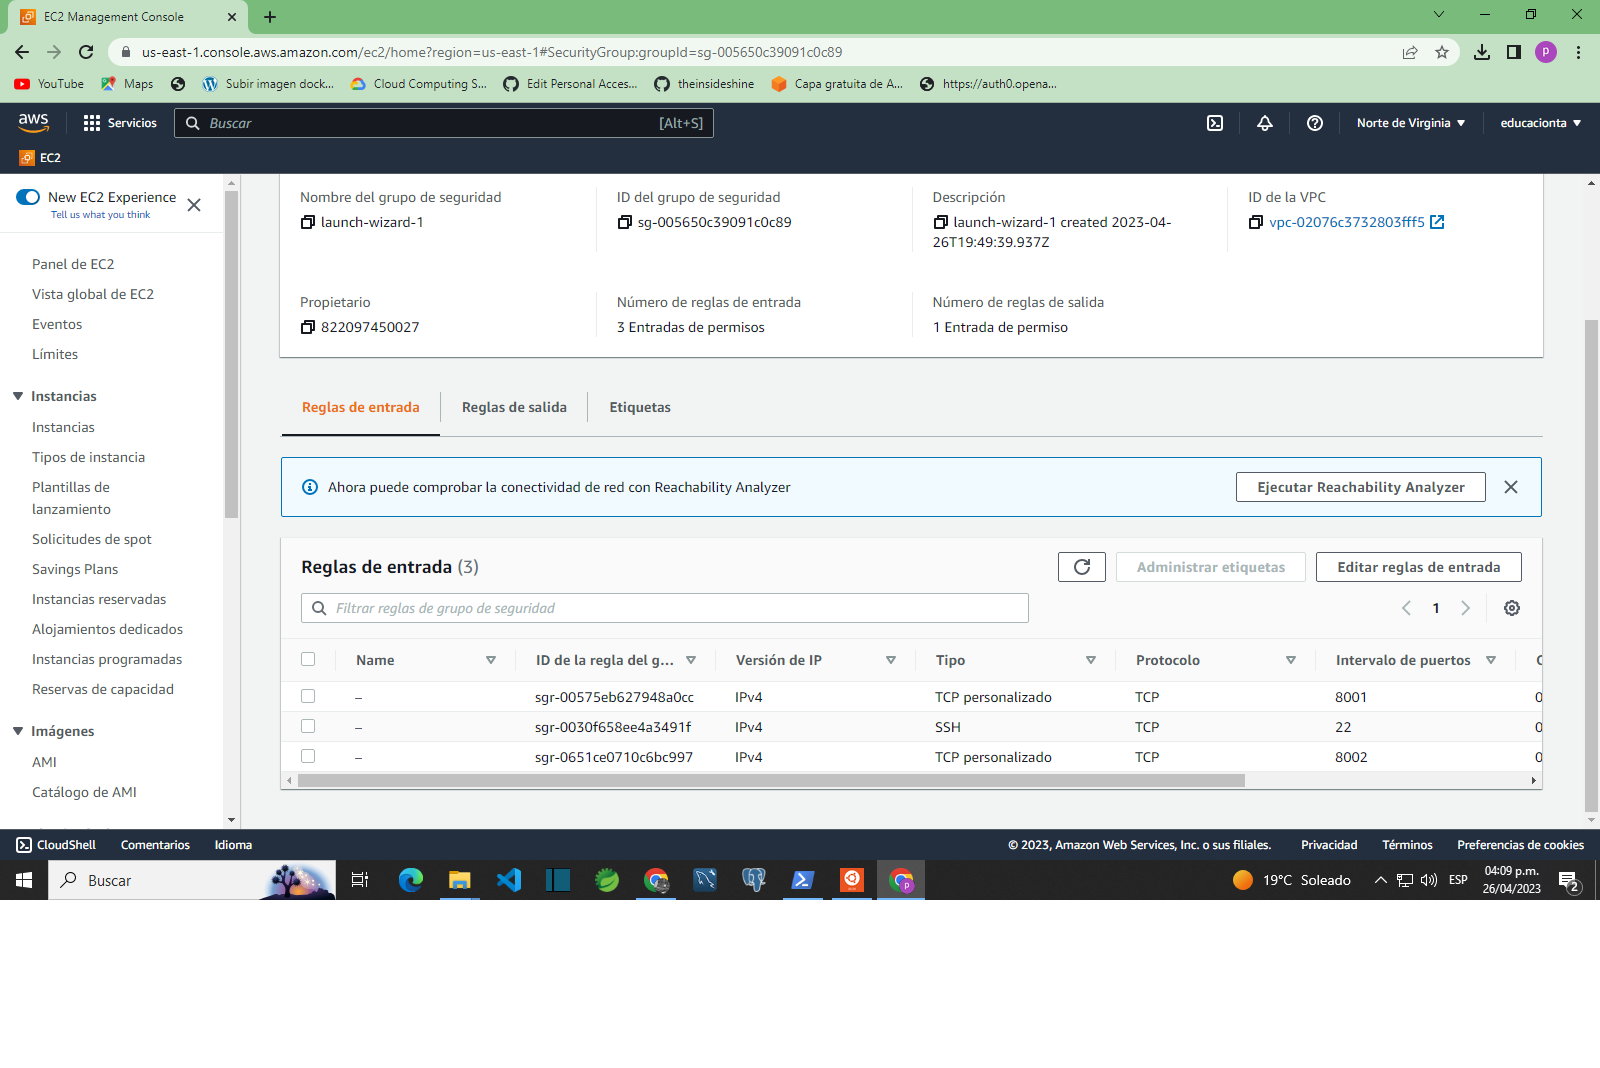 EC2 Management Console
us-east-1.console.aws.amazon.com/ec2/home?region=us-east-1#SecurityGroup:groupId=sg-005650c39091c0c89
P
YouTube Maps Subir imagen dock... Cloud Computing S... Edit Personal Acces... theinsideshine Capa gratuita de A... https://auth0.opena...
aws Servicios Buscar [Alt+S] Norte de Virginia educacionta
EC2
New EC2 Experience
Tell us what you think
Panel de EC2
Vista global de EC2
Eventos
Límites
Instancias
Instancias
Tipos de instancia
Plantillas de
lanzamiento
Solicitudes de spot
Savings Plans
Instancias reservadas
Alojamientos dedicados
Instancias programadas
Reservas de capacidad
Imágenes
AMI
Catálogo de AMI
Nombre del grupo de seguridad
launch-wizard-1
ID del grupo de seguridad
sg-005650c39091c0c89
Descripción
launch-wizard-1 created 2023-04-
26T19:49:39.937Z
ID de la VPC
vpc-02076c3732803fff5
Propietario
822097450027
Número de reglas de entrada
3 Entradas de permisos
Número de reglas de salida
1 Entrada de permiso
Reglas de entrada Reglas de salida Etiquetas
Ahora puede comprobar la conectividad de red con Reachability Analyzer Ejecutar Reachability Analyzer
Reglas de entrada (3) Administrar etiquetas Editar reglas de entrada
Filtrar reglas de grupo de seguridad 1
Name ID de la regla del g... Versión de IP Tipo Protocolo Intervalo de puertos
– sgr-00575eb627948a0cc IPv4 TCP personalizado TCP 8001 0
– sgr-0030f658ee4a3491f IPv4 SSH TCP 22 0
– sgr-0651ce0710c6bc997 IPv4 TCP personalizado TCP 8002 0
CloudShell Comentarios Idioma © 2023, Amazon Web Services, Inc. o sus filiales. Privacidad Términos Preferencias de cookies
Buscar 19°C Soleado ESP 04:09 p.m.
26/04/2023 2